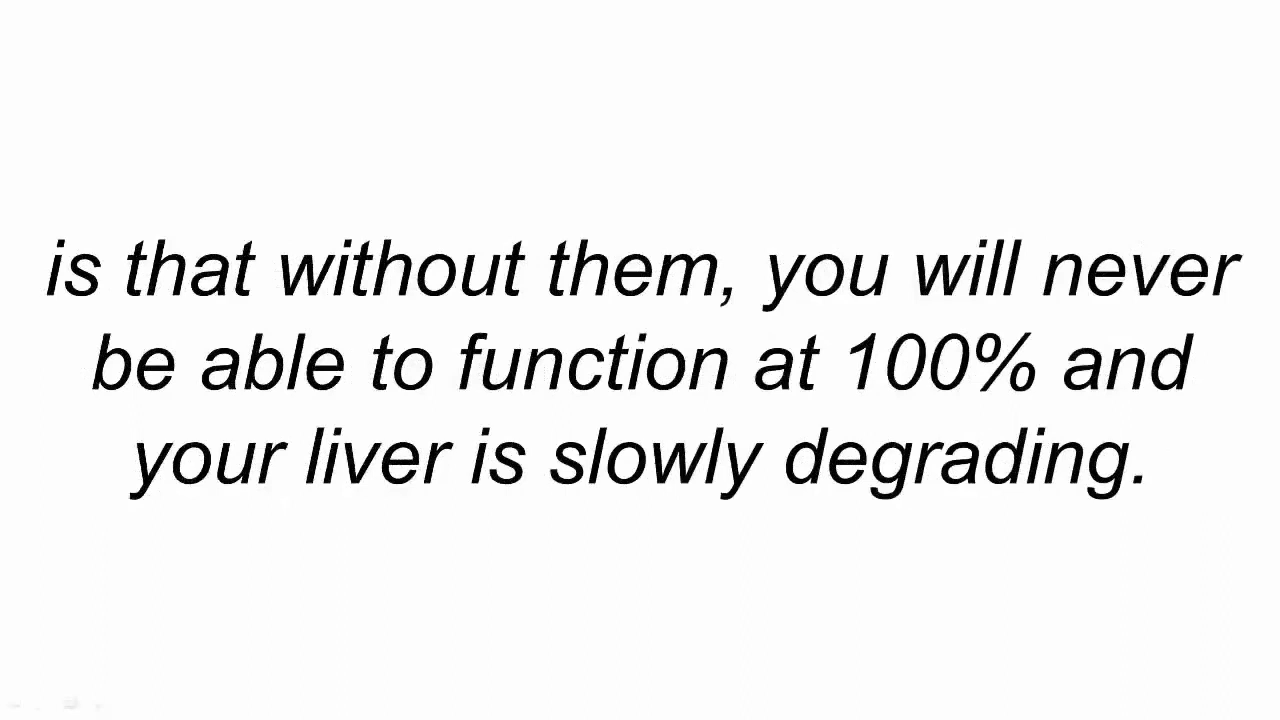 is that without them, you will never
be able to function at 100% and
your liver is slowly degrading.